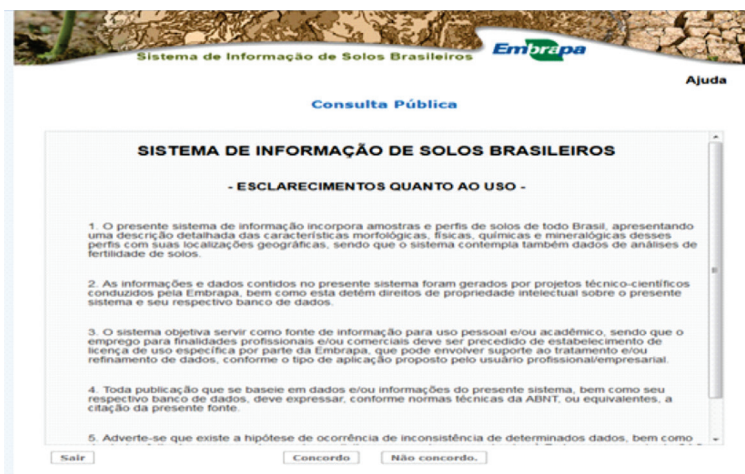 Sistema de Informação de Solos Brasileiros
Embrapa
Ajuda
Consulta Pública
SISTEMA DE INFORMAÇÃO DE SOLOS BRASILEIROS
- ESCLARECIMENTOS QUANTO AO USO -
1. O presente sistema de informação incorpora amostras e perfis de solos de todo Brasil, apresentando
uma descrição detalhada das características morfológicas, físicas, químicas e mineralógicas desses
perfis com suas localizações geográficas, sendo que o sistema contempla também dados de análises de
fertilidade de solos.
2. As informações e dados contidos no presente sistema foram gerados por projetos técnico-científicos
conduzidos pela Embrapa, bem como esta detém direitos de propriedade intelectual sobre o presente
sistema e seu respectivo banco de dados.
3. O sistema objetiva servir como fonte de informação para uso pessoal e/ou acadêmico, sendo que o
emprego para finalidades profissionais e/ou comerciais deve ser precedido de estabelecimento de
licença de uso específica por parte da Embrapa, que pode envolver suporte ao tratamento e/ou
refinamento de dados, conforme o tipo de aplicação proposto pelo usuário profissional/empresarial.
4. Toda publicação que se baseie em dados e/ou informações do presente sistema, bem como seu
respectivo banco de dados, deve expressar, conforme normas técnicas da ABNT, ou equivalentes, a
citação da presente fonte.
5. Adverte-se que existe a hipótese de ocorrência de inconsistência de determinados dados, bem como
Sair
Concordo
Não concordo.